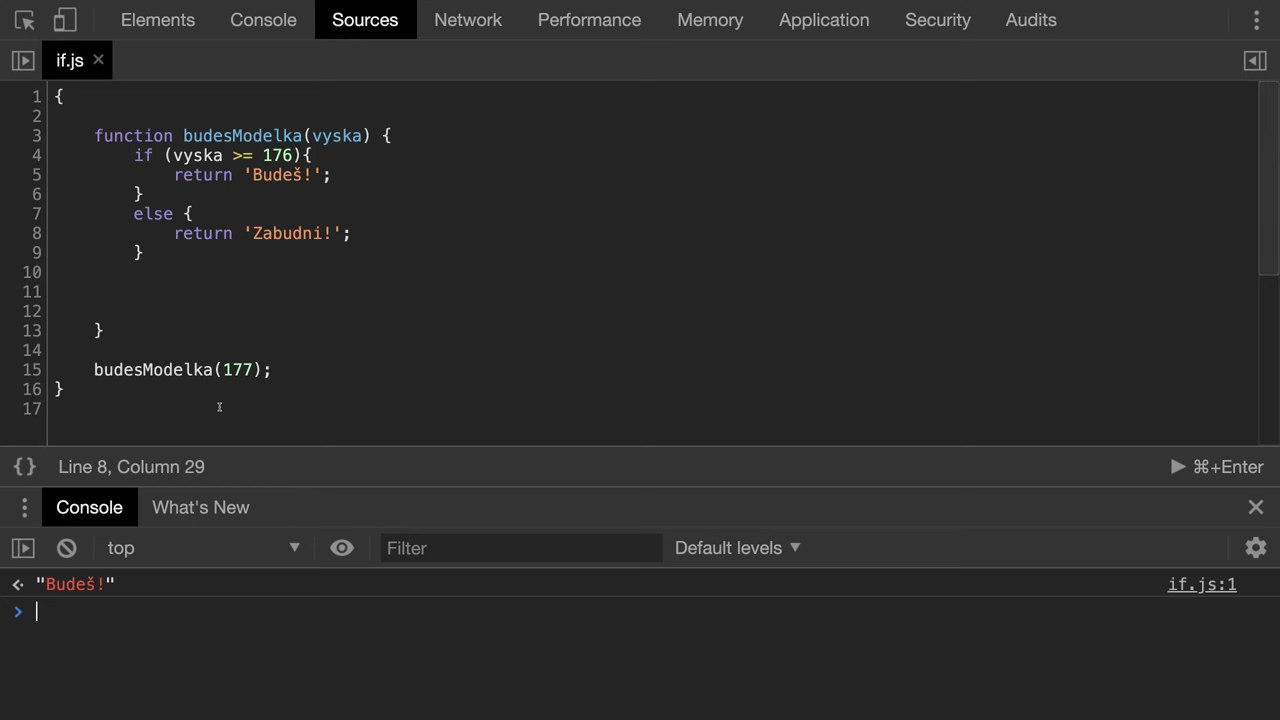 Elements Console Sources Network Performance Memory Application Security Audits
if.js ×
1 {
2
3 function budesModelka(vyska) {
4 if (vyska >= 176){
5 return 'Budeš!';
6 }
7 else {
8 return 'Zabudni!';
9 }
10
11
12
13 }
14
15 budesModelka(177);
16 }
17
{} Line 8, Column 29 ⌘+Enter
Console What's New
top Filter Default levels
"Budeš!" if.js:1
>